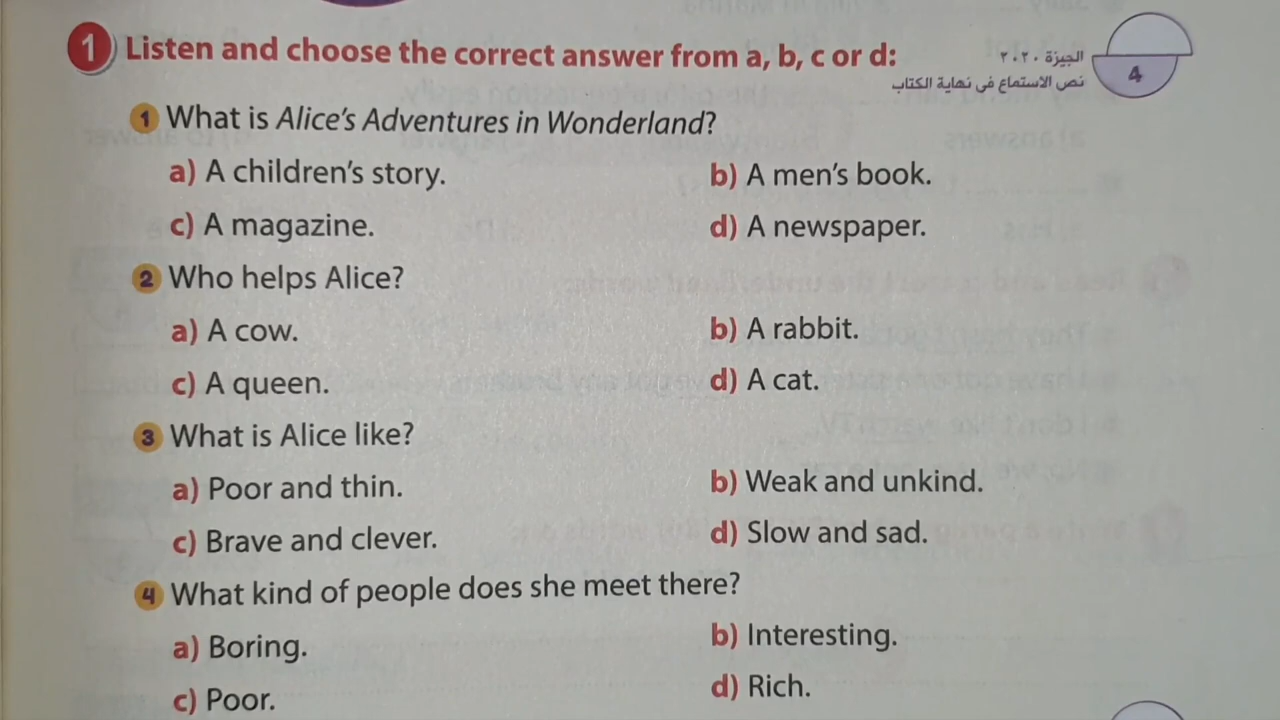 1 Listen and choose the correct answer from a, b, c or d:
الجيزة ٢٠٢٠
نص الاستماع في نهاية الكتاب
4
1 What is Alice's Adventures in Wonderland?
a) A children's story. b) A men's book.
c) A magazine. d) A newspaper.
2 Who helps Alice?
a) A cow. b) A rabbit.
c) A queen. d) A cat.
3 What is Alice like?
a) Poor and thin. b) Weak and unkind.
c) Brave and clever. d) Slow and sad.
4 What kind of people does she meet there?
a) Boring. b) Interesting.
c) Poor. d) Rich.